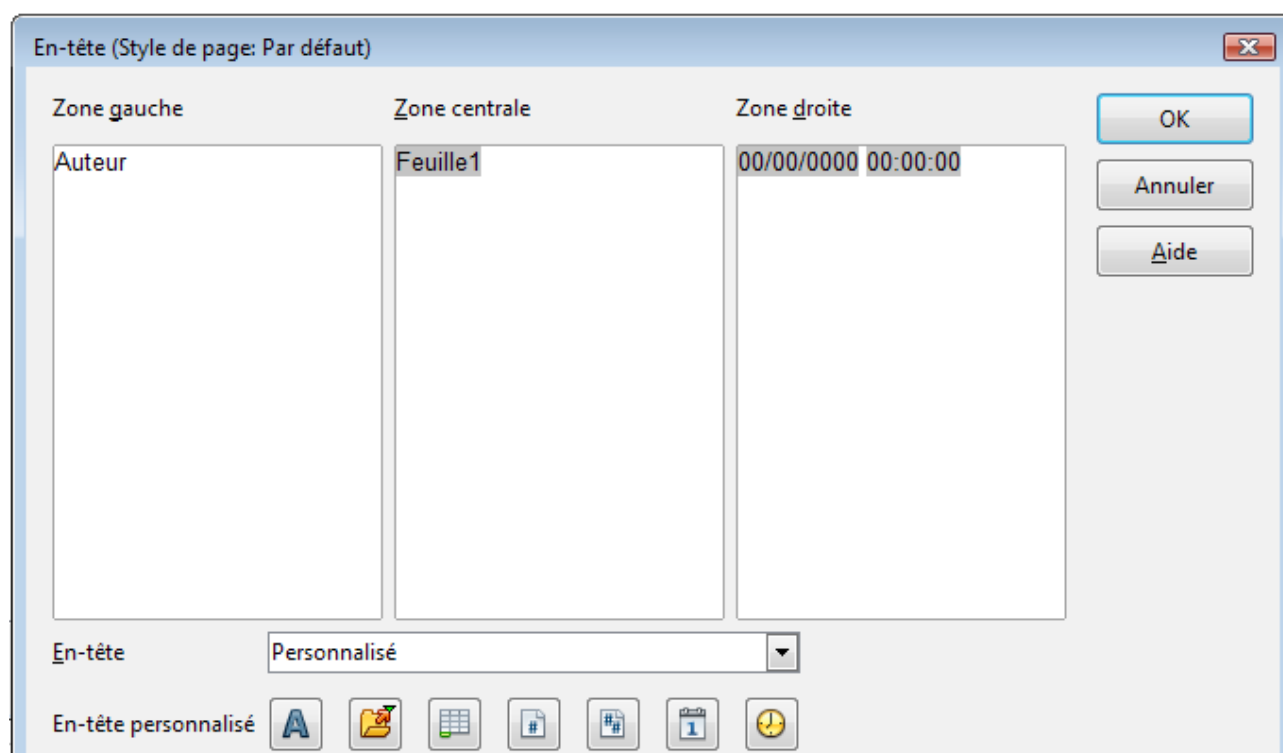 En-tête (Style de page: Par défaut)
Zone gauche
Zone centrale
Zone droite
OK
Auteur
Feuille1
00/00/0000 00:00:00
Annuler
Aide
En-tête
Personnalisé
En-tête personnalisé